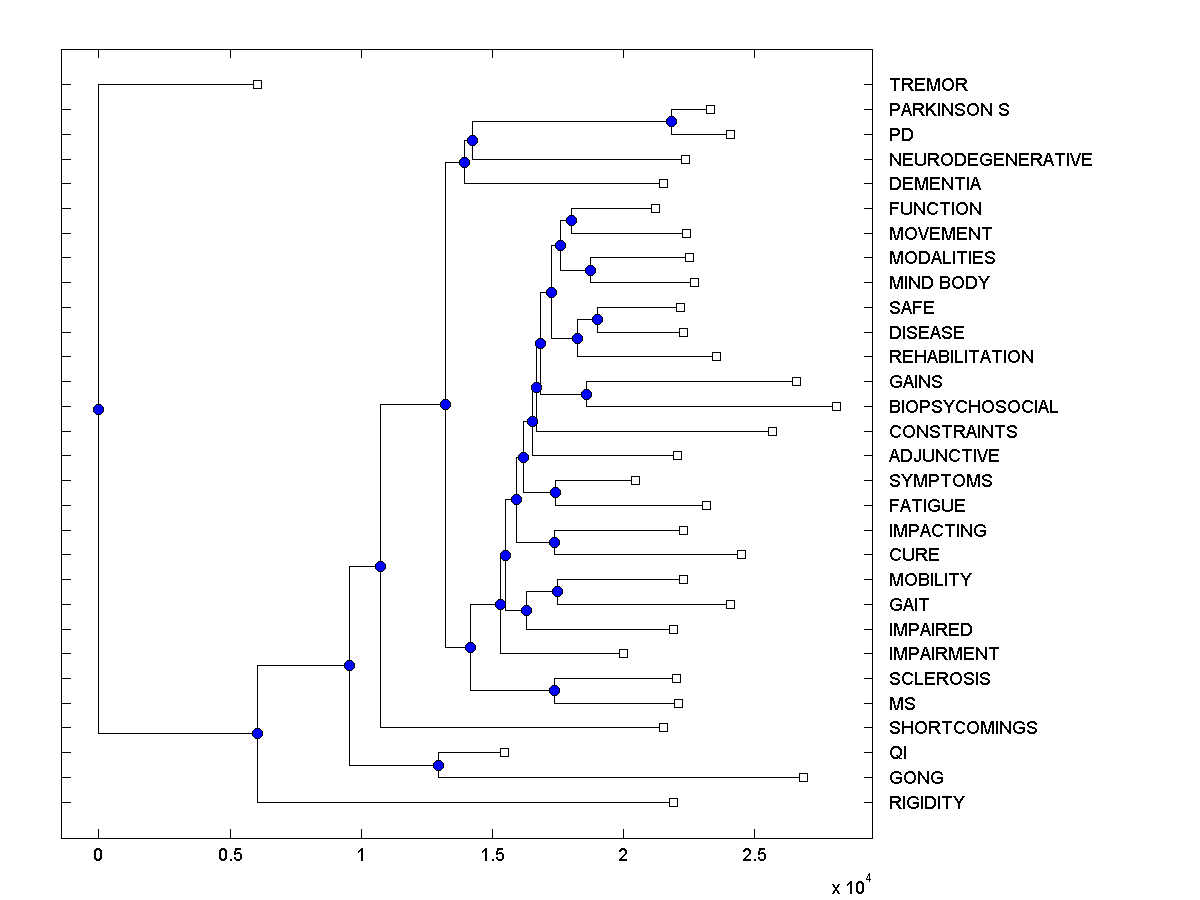 TREMOR
PARKINSON S
PD
NEURODEGENERATIVE
DEMENTIA
FUNCTION
MOVEMENT
MODALITIES
MIND BODY
SAFE
DISEASE
REHABILITATION
GAINS
BIOPSYCHOSOCIAL
CONSTRAINTS
ADJUNCTIVE
SYMPTOMS
FATIGUE
IMPACTING
CURE
MOBILITY
GAIT
IMPAIRED
IMPAIRMENT
SCLEROSIS
MS
SHORTCOMINGS
QI
GONG
RIGIDITY
0 0.5 1 1.5 2 2.5
x 10^4